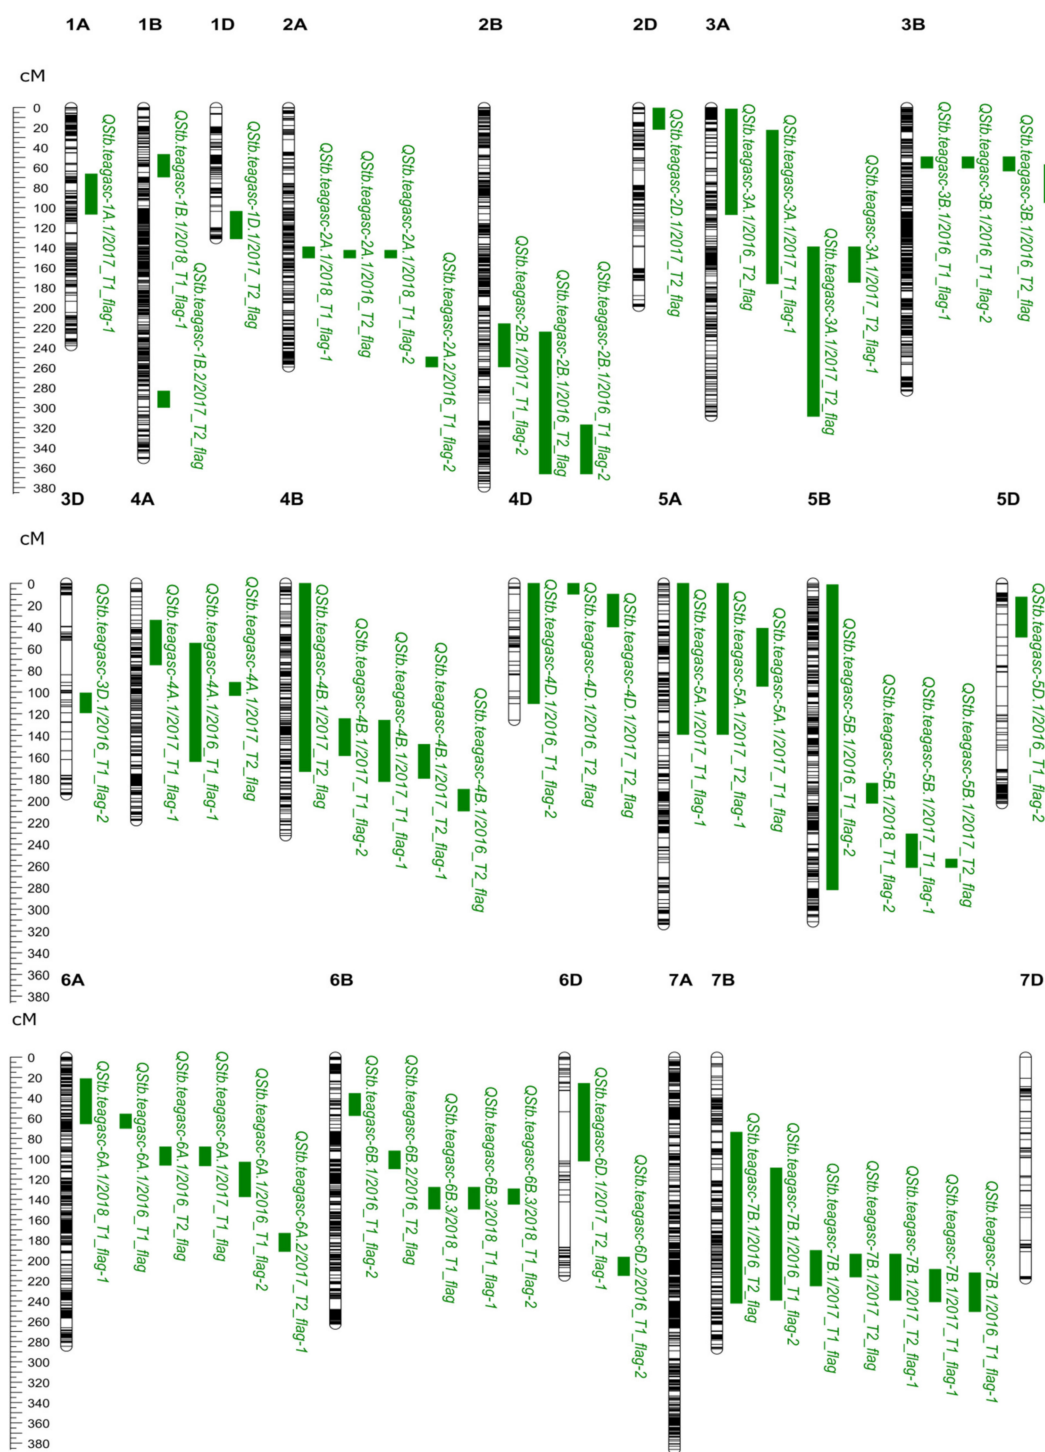 1A
1B
1D
2A
2B
2D
3A
3B
cM
0
20
40
60
80
100
120
140
160
180
200
220
240
260
280
300
320
340
360
380
QStb.teagasc-1A.1/2017_T1_flag-1
QStb.teagasc-1B.1/2018_T1_flag-1
QStb.teagasc-1B.2/2017_T2_flag
QStb.teagasc-1D.1/2017_T2_flag
QStb.teagasc-2A.1/2018_T1_flag-1
QStb.teagasc-2A.1/2016_T2_flag
QStb.teagasc-2A.1/2018_T1_flag-2
QStb.teagasc-2A.2/2016_T1_flag-2
QStb.teagasc-2B.1/2017_T1_flag-2
QStb.teagasc-2B.1/2016_T2_flag
QStb.teagasc-2B.1/2016_T1_flag-2
QStb.teagasc-2D.1/2017_T2_flag
QStb.teagasc-3A.1/2016_T2_flag
QStb.teagasc-3A.1/2017_T1_flag-1
QStb.teagasc-3A.1/2017_T2_flag
QStb.teagasc-3A.1/2017_T2_flag-1
QStb.teagasc-3B.1/2016_T1_flag-1
QStb.teagasc-3B.1/2016_T1_flag-2
QStb.teagasc-3B.1/2016_T2_flag
3D
4A
4B
4D
5A
5B
5D
cM
0
20
40
60
80
100
120
140
160
180
200
220
240
260
280
300
320
340
360
380
QStb.teagasc-3D.1/2016_T1_flag-2
QStb.teagasc-4A.1/2017_T1_flag-1
QStb.teagasc-4A.1/2016_T1_flag-1
QStb.teagasc-4A.1/2017_T2_flag
QStb.teagasc-4B.1/2017_T2_flag
QStb.teagasc-4B.1/2017_T1_flag-2
QStb.teagasc-4B.1/2017_T1_flag-1
QStb.teagasc-4B.1/2017_T2_flag-1
QStb.teagasc-4B.1/2016_T2_flag
QStb.teagasc-4D.1/2016_T1_flag-2
QStb.teagasc-4D.1/2016_T2_flag
QStb.teagasc-4D.1/2017_T2_flag
QStb.teagasc-5A.1/2017_T1_flag-1
QStb.teagasc-5A.1/2017_T2_flag-1
QStb.teagasc-5A.1/2017_T1_flag
QStb.teagasc-5B.1/2016_T1_flag-2
QStb.teagasc-5B.1/2018_T1_flag-2
QStb.teagasc-5B.1/2017_T1_flag-1
QStb.teagasc-5B.1/2017_T2_flag
QStb.teagasc-5D.1/2016_T1_flag-2
6A
6B
6D
7A
7B
7D
cM
0
20
40
60
80
100
120
140
160
180
200
220
240
260
280
300
320
340
360
380
QStb.teagasc-6A.1/2018_T1_flag-1
QStb.teagasc-6A.1/2016_T1_flag
QStb.teagasc-6A.1/2016_T2_flag
QStb.teagasc-6A.1/2017_T1_flag
QStb.teagasc-6A.1/2016_T1_flag-2
QStb.teagasc-6A.2/2017_T2_flag-1
QStb.teagasc-6B.1/2016_T1_flag-2
QStb.teagasc-6B.2/2016_T2_flag
QStb.teagasc-6B.3/2018_T1_flag
QStb.teagasc-6B.3/2018_T1_flag-1
QStb.teagasc-6B.3/2018_T1_flag-2
QStb.teagasc-6D.1/2017_T2_flag-1
QStb.teagasc-6D.2/2016_T1_flag-2
QStb.teagasc-7B.1/2016_T2_flag
QStb.teagasc-7B.1/2016_T1_flag-2
QStb.teagasc-7B.1/2017_T1_flag
QStb.teagasc-7B.1/2017_T2_flag
QStb.teagasc-7B.1/2017_T2_flag-1
QStb.teagasc-7B.1/2017_T1_flag-1
QStb.teagasc-7B.1/2016_T1_flag-1